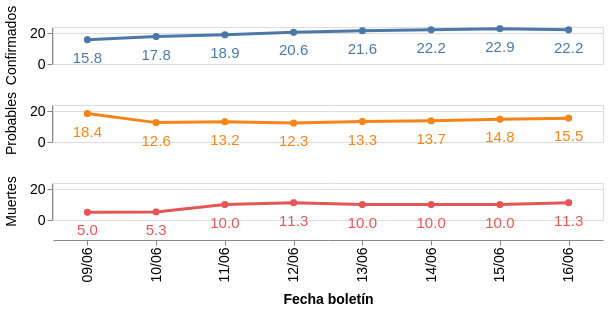 Confirmados
20
0
15.8 17.8 18.9 20.6 21.6 22.2 22.9 22.2
Probables
20
0
18.4 12.6 13.2 12.3 13.3 13.7 14.8 15.5
Muertes
20
0
5.0 5.3 10.0 11.3 10.0 10.0 10.0 11.3
09/06 10/06 11/06 12/06 13/06 14/06 15/06 16/06
Fecha boletín